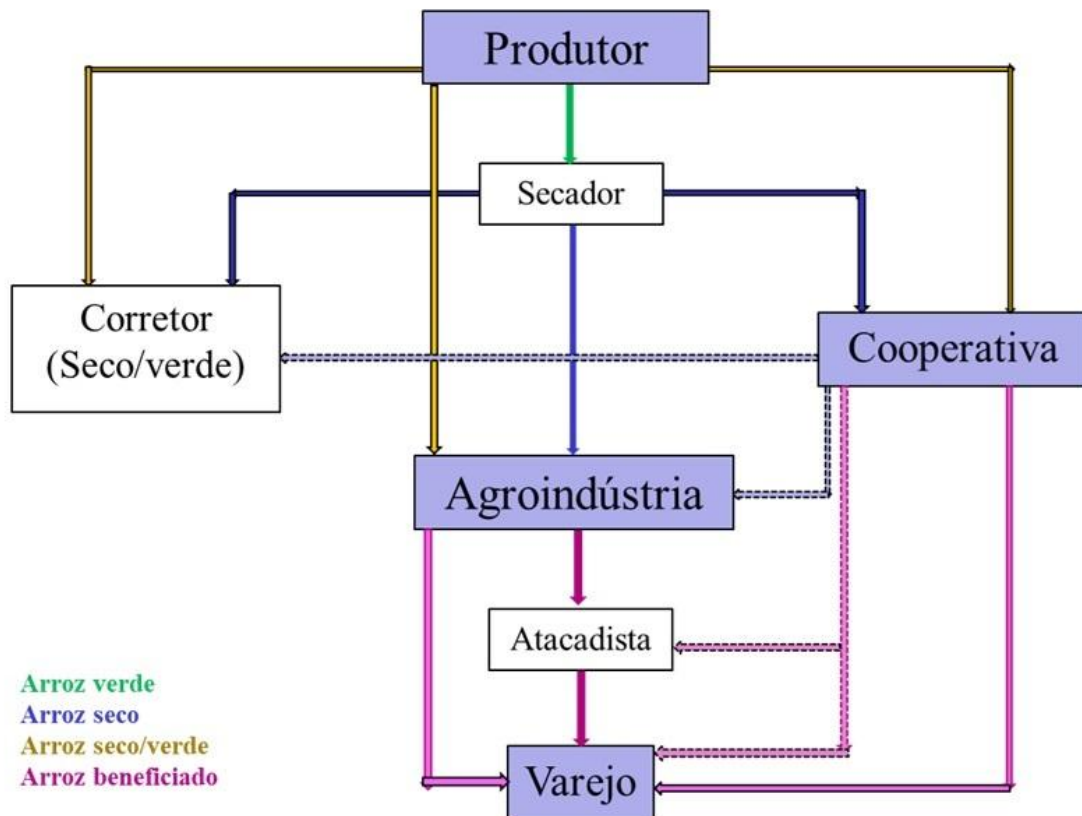 Produtor
Secador
Corretor
(Seco/verde)
Cooperativa
Agroindústria
Atacadista
Varejo
Arroz verde
Arroz seco
Arroz seco/verde
Arroz beneficiado